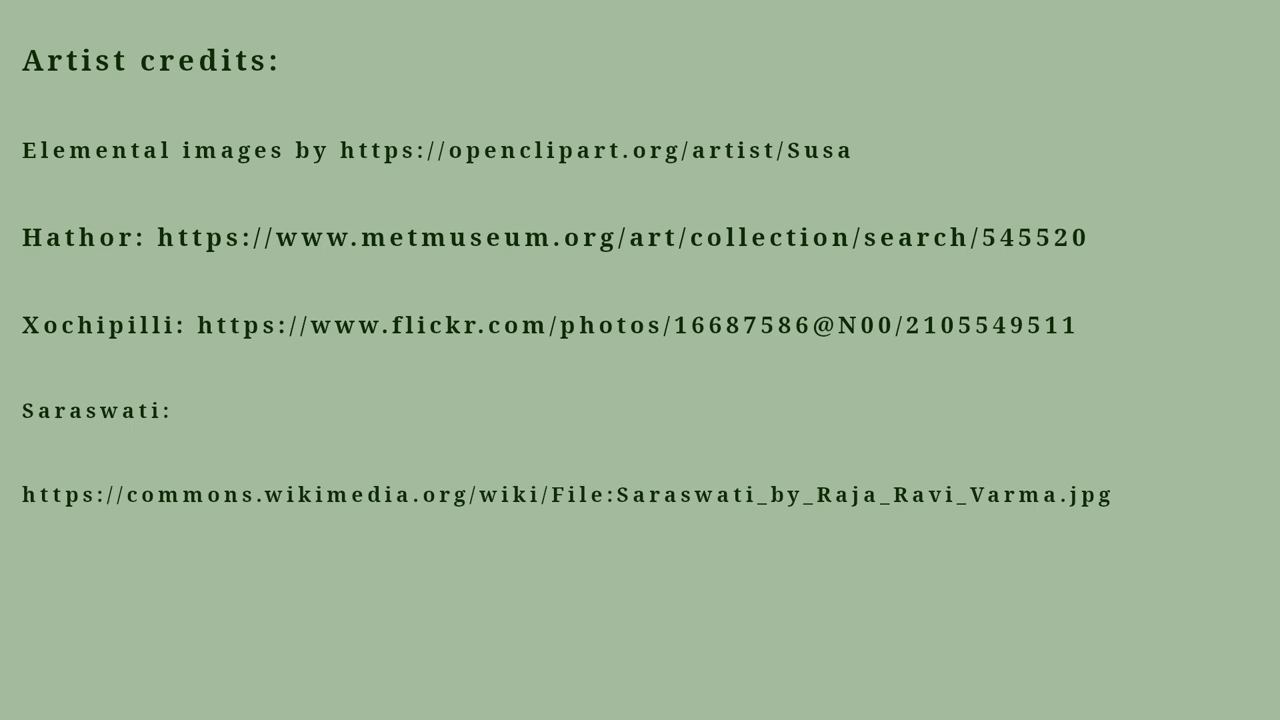 Artist credits:
Elemental images by https://openclipart.org/artist/Susa
Hathor: https://www.metmuseum.org/art/collection/search/545520
Xochipilli: https://www.flickr.com/photos/16687586@N00/2105549511
Saraswati:
https://commons.wikimedia.org/wiki/File:Saraswati_by_Raja_Ravi_Varma.jpg